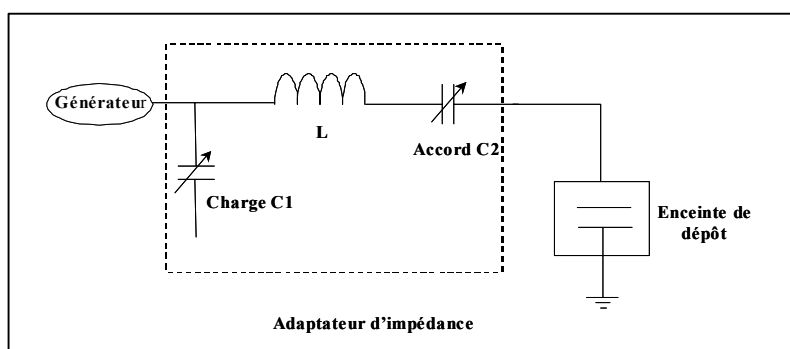 Générateur
L
Accord C2
Charge C1
Enceinte de
dépôt
Adaptateur d'impédance